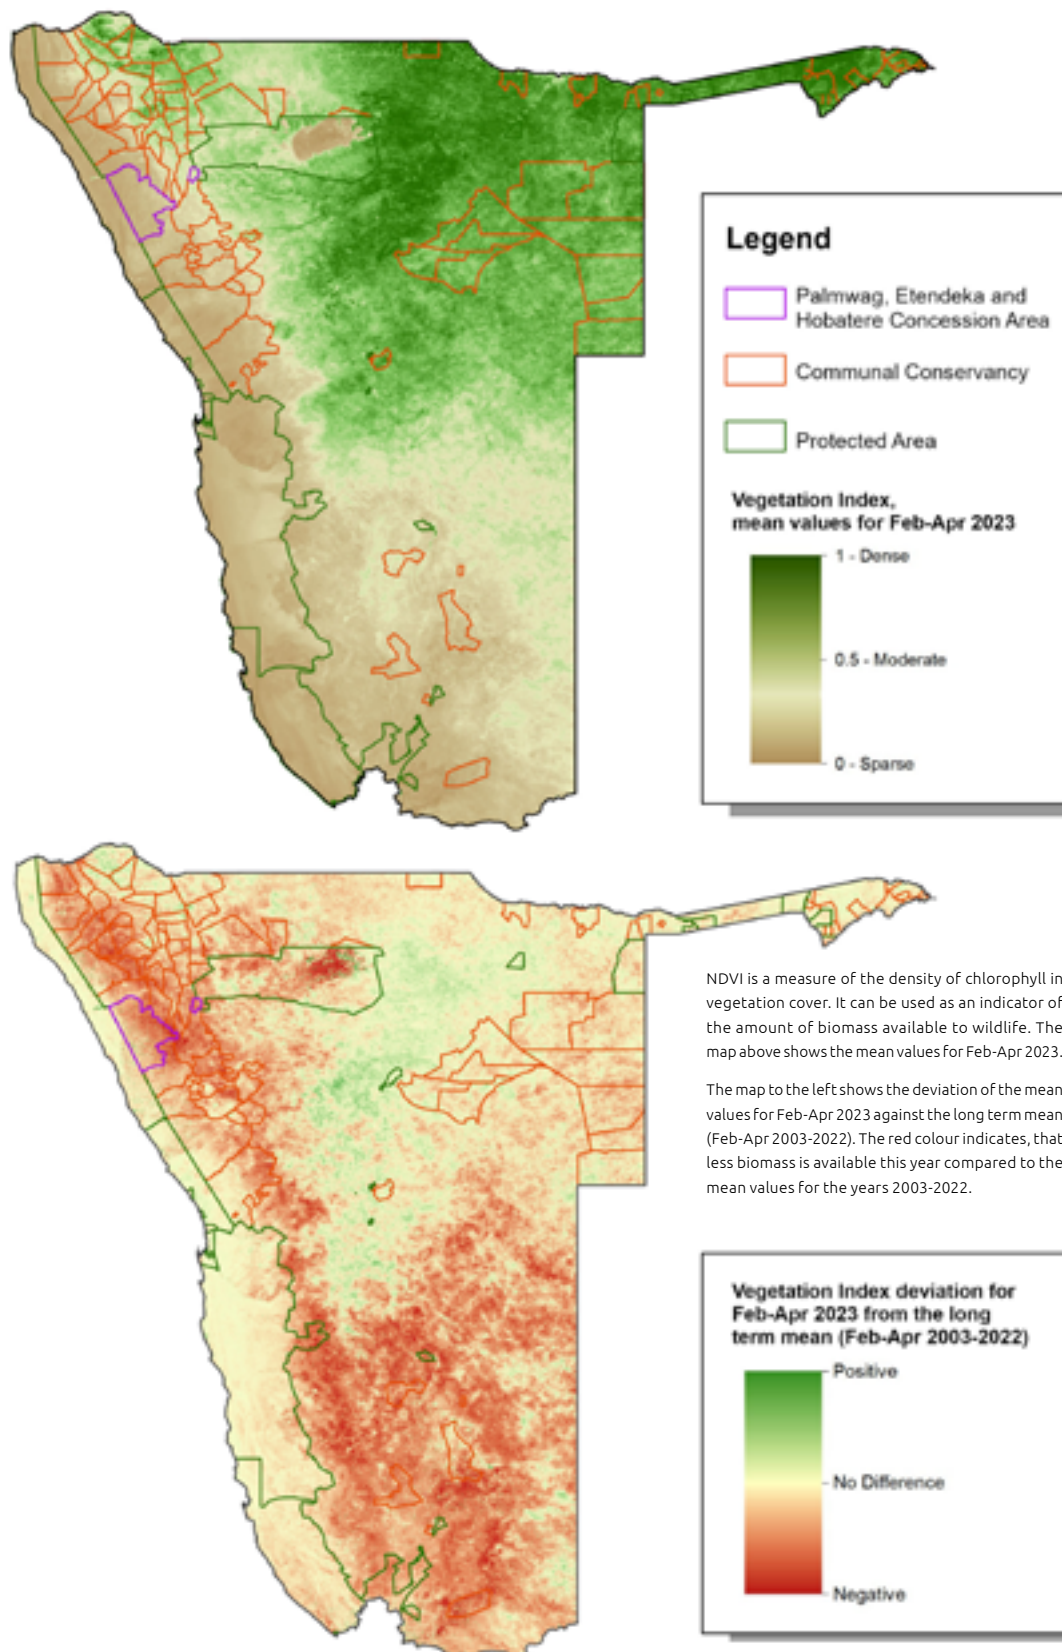 Legend
Palmwag, Etendeka and
Hobatere Concession Area
Communal Conservancy
Protected Area
Vegetation Index,
mean values for Feb-Apr 2023
1 - Dense
0.5 - Moderate
0 - Sparse
NDVI is a measure of the density of chlorophyll in
vegetation cover. It can be used as an indicator of
the amount of biomass available to wildlife. The
map above shows the mean values for Feb-Apr 2023.
The map to the left shows the deviation of the mean
values for Feb-Apr 2023 against the long term mean
(Feb-Apr 2003-2022). The red colour indicates, that
less biomass is available this year compared to the
mean values for the years 2003-2022.
Vegetation Index deviation for
Feb-Apr 2023 from the long
term mean (Feb-Apr 2003-2022)
Positive
No Difference
Negative